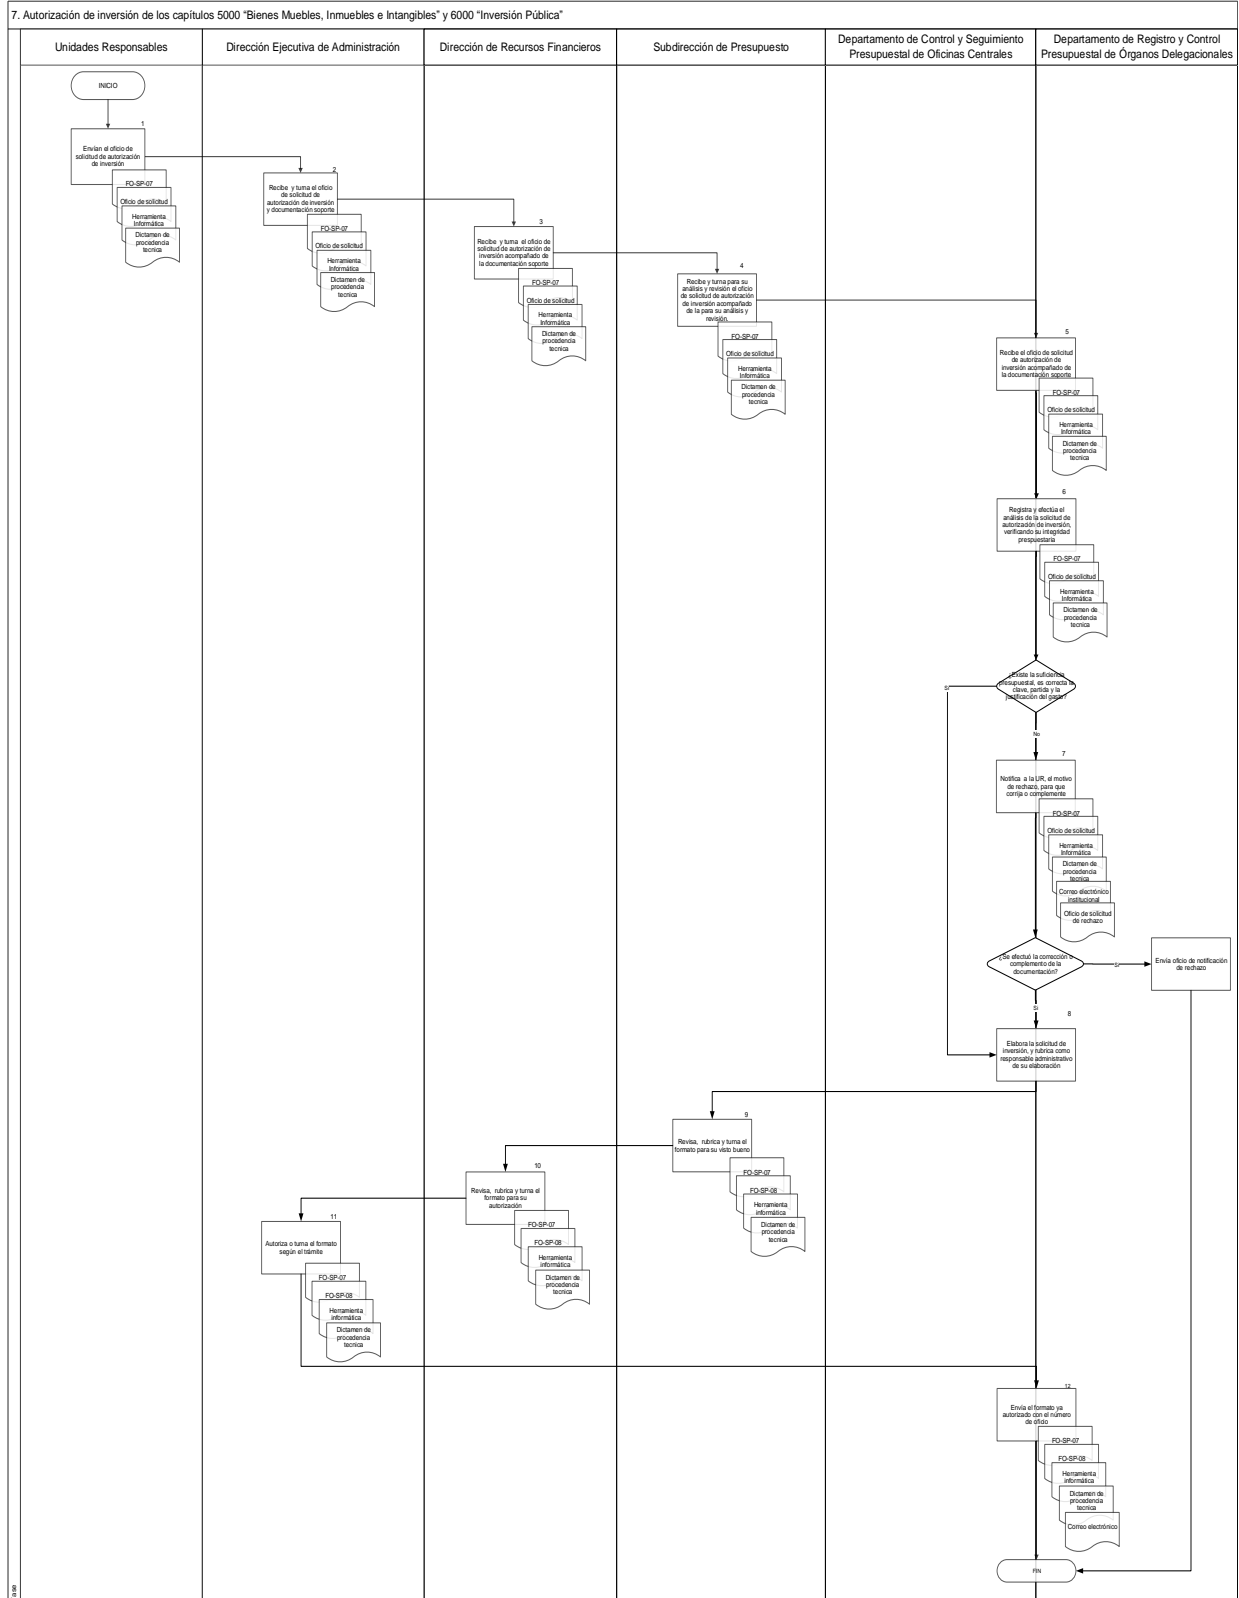 7. Autorización de inversión de los capítulos 5000 “Bienes Muebles, Inmuebles e Intangibles” y 6000 “Inversión Pública”
Unidades Responsables
Dirección Ejecutiva de Administración
Dirección de Recursos Financieros
Subdirección de Presupuesto
Departamento de Control y Seguimiento
Presupuestal de Oficinas Centrales
Departamento de Registro y Control
Presupuestal de Órganos Delegacionales
INICIO
1
Envían el oficio de
solicitud de autorización
de inversión
FO-SP-07
Oficio de solicitud
Herramienta
Informática
Dictamen de
procedencia
tecnica
2
Recibe y turna el oficio
de solicitud de
autorización de inversión
y documentación soporte
FO-SP-07
Oficio de solicitud
Herramienta
Informática
Dictamen de
procedencia
tecnica
3
Recibe y turna el oficio de
solicitud de autorización de
inversión acompañado de
la documentación soporte
FO-SP-07
Oficio de solicitud
Herramienta
Informática
Dictamen de
procedencia
tecnica
4
Recibe y turna para su
análisis y revisión el oficio
de solicitud de autorización
de inversión acompañado
de la para su análisis y
revisión.
FO-SP-07
Oficio de solicitud
Herramienta
Informática
Dictamen de
procedencia
tecnica
5
Recibe el oficio de solicitud
de autorización de
inversión acompañado de
la documentación soporte
FO-SP-07
Oficio de solicitud
Herramienta
Informática
Dictamen de
procedencia
tecnica
6
Registra y efectúa el
análisis de la solicitud de
autorización de inversión,
verificando su integridad
prespuestaria
FO-SP-07
Oficio de solicitud
Herramienta
Informática
Dictamen de
procedencia
tecnica
¿Existe la suficiencia
presupuestal, es correcta la
clave, partida y la
justificación del gasto?
Si
No
7
Notifica a la UR, el motivo
de rechazo, para que
corrija o complemente
FO-SP-07
Oficio de solicitud
Herramienta
Informática
Dictamen de
procedencia
tecnica
Correo electrónico
institucional
Oficio de solicitud
de rechazo
¿Se efectuó la corrección o
complemento de la
documentación?
Si
Envia oficio de notificación
de rechazo
Si
8
Elabora la solicitud de
inversión, y rubrica como
responsable administrativo
de su elaboración
9
Revisa, rubrica y turna el
formato para su visto bueno
FO-SP-07
FO-SP-08
Herramienta
informática
Dictamen de
procedencia
tecnica
10
Revisa, rubrica y turna el
formato para su
autorización
FO-SP-07
FO-SP-08
Herramienta
informática
Dictamen de
procedencia
tecnica
11
Autoriza o turna el formato
según el trámite
FO-SP-07
FO-SP-08
Herramienta
informática
Dictamen de
procedencia
tecnica
12
Envía el formato ya
autorizado con el número
de oficio
FO-SP-07
FO-SP-08
Herramienta
informática
Dictamen de
procedencia
tecnica
Correo electrónico
FIN